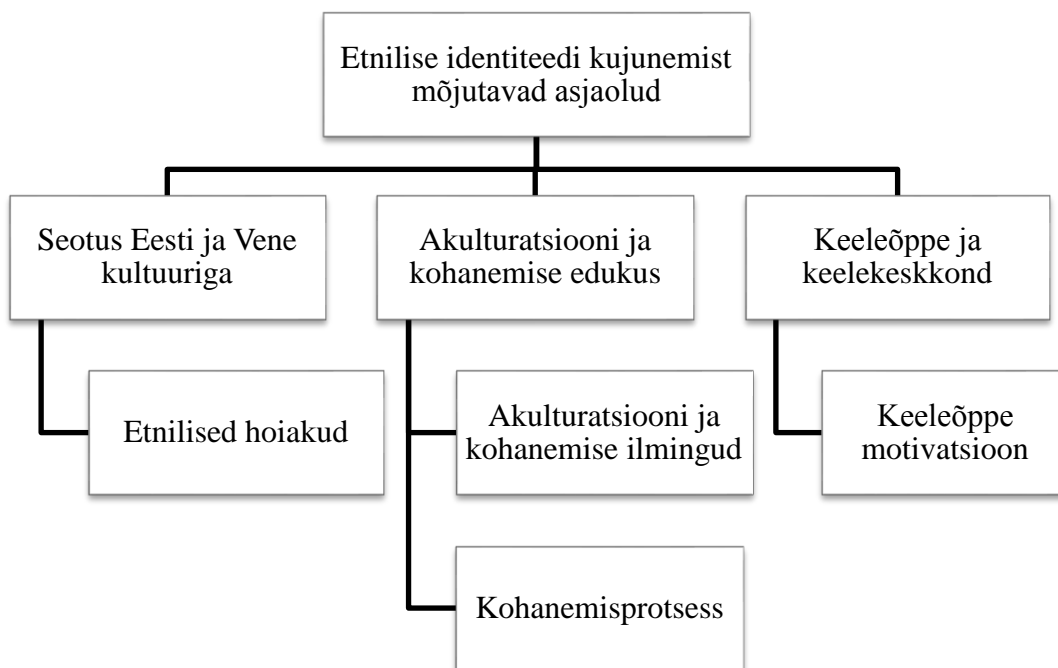 Etnilise identiteedi kujunemist
mõjutavad asjaolud
Seotus Eesti ja Vene
kultuuriga
Akulturatsiooni ja
kohanemise edukus
Keeleõppe ja
keelekeskkond
Etnilised hoiakud
Akulturatsiooni ja
kohanemise ilmingud
Keeleõppe
motivatsioon
Kohanemisprotsess